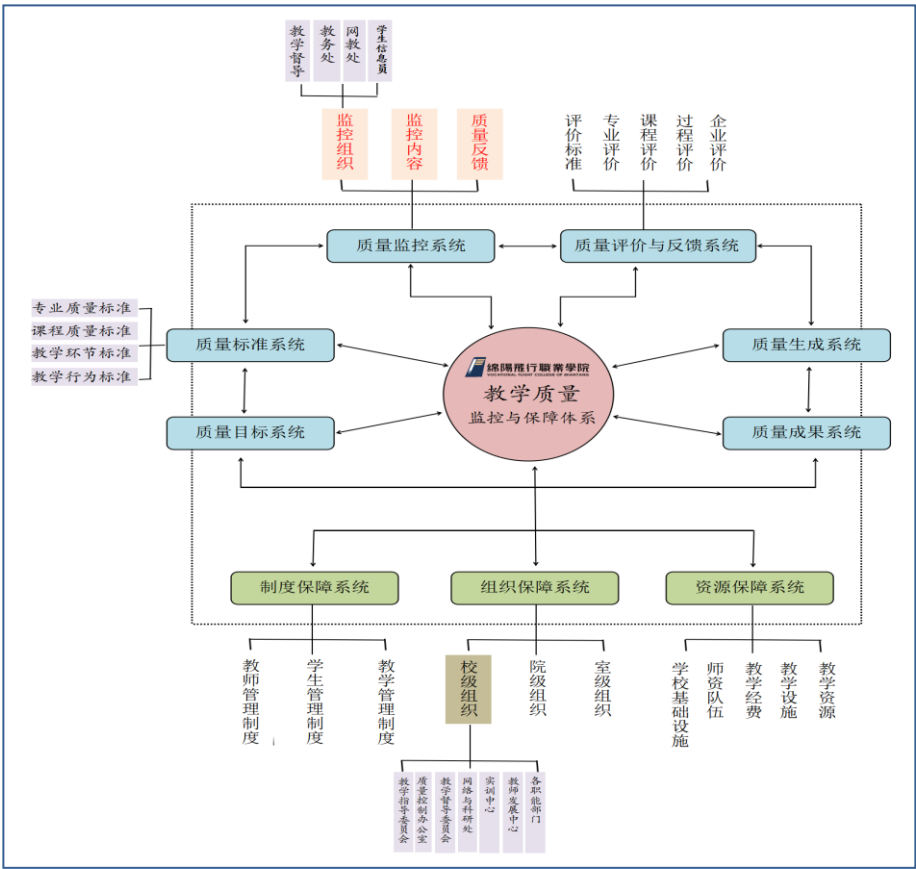 教学督导
教务处
网教处
学生信息员
监控组织
监控内容
质量反馈
评价标准
专业评价
课程评价
过程评价
企业评价
质量监控系统
质量评价与反馈系统
专业质量标准
课程质量标准
教学环节标准
教学行为标准
质量标准系统
质量生成系统
绵陽飛行職業学院
VOCATIONAL FLIGHT COLLEGE OF MIANYANG
教学质量
监控与保障体系
质量目标系统
质量成果系统
制度保障系统
组织保障系统
资源保障系统
教师管理制度
学生管理制度
教学管理制度
校级组织
院级组织
室级组织
学校基础设施
师资队伍
教学经费
教学设施
教学资源
教学指导委员会
质量控制办公室
教学督导委员会
网络与科研处
实训中心
教师发展中心
各职能部门